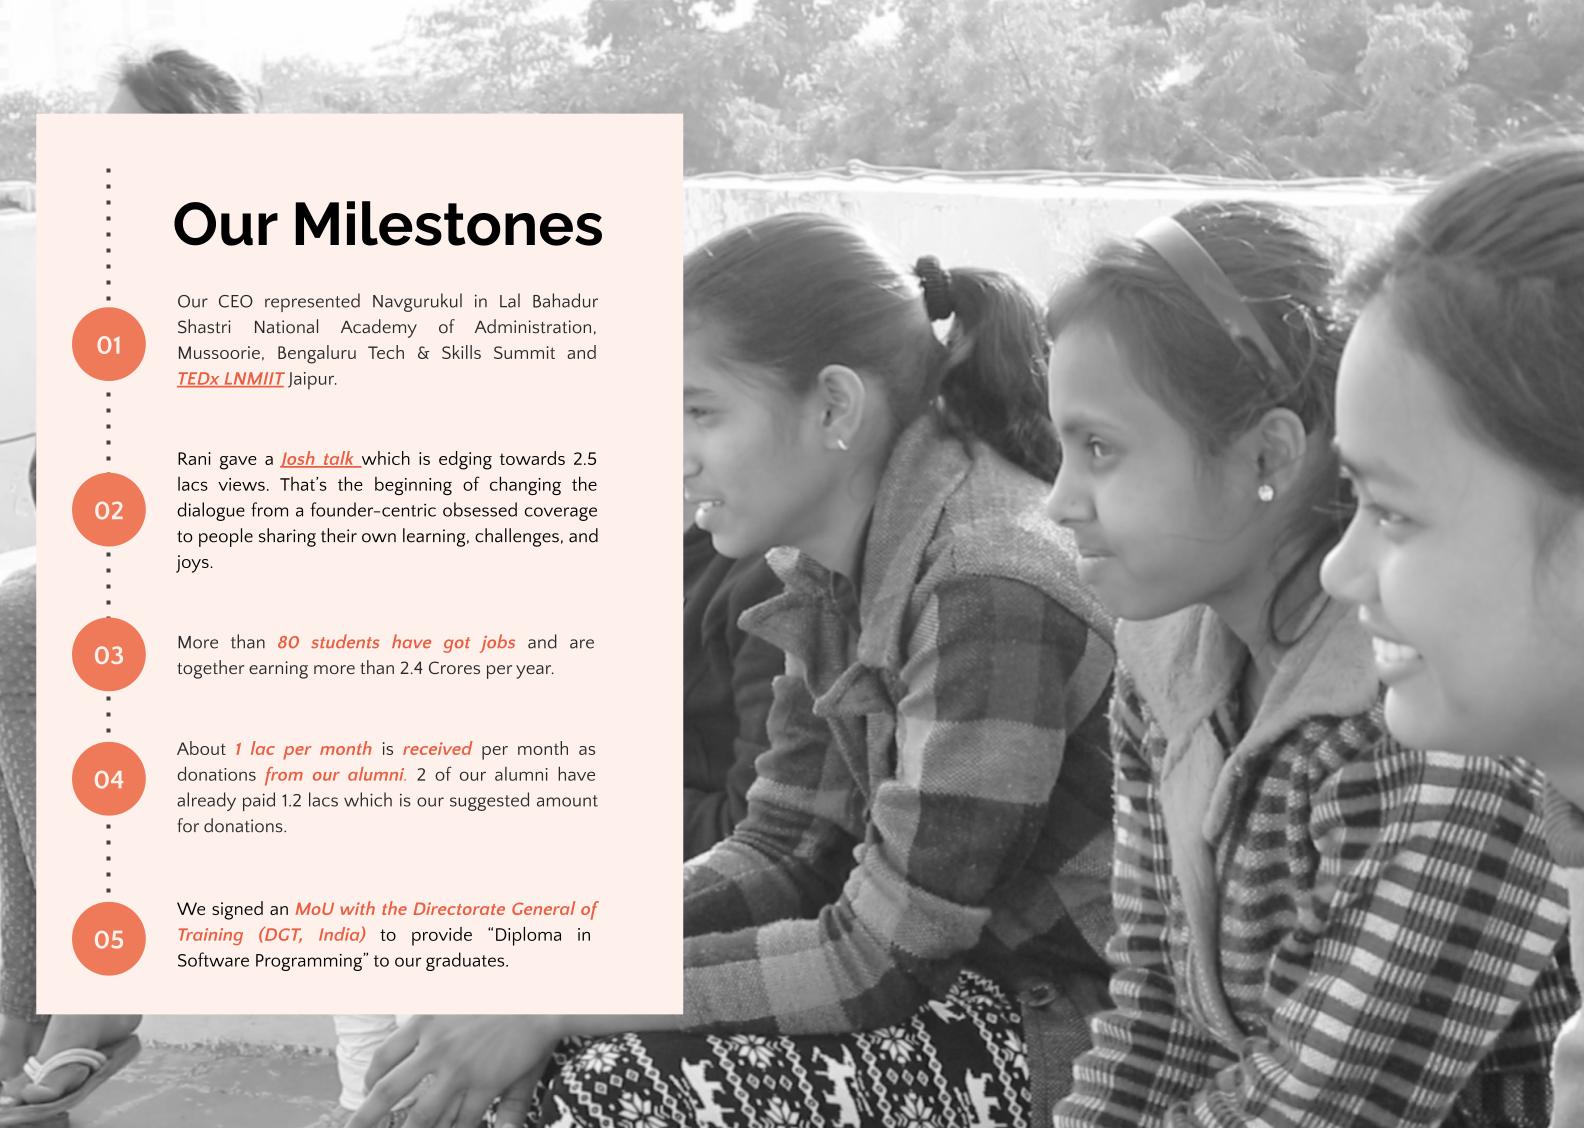 Our Milestones
01
Our CEO represented Navgurukul in Lal Bahadur
Shastri National Academy of Administration,
Mussoorie, Bengaluru Tech & Skills Summit and
TEDx LNMIIT Jaipur.
02
Rani gave a Josh talk which is edging towards 2.5
lacs views. That’s the beginning of changing the
dialogue from a founder-centric obsessed coverage
to people sharing their own learning, challenges, and
joys.
03
More than 80 students have got jobs and are
together earning more than 2.4 Crores per year.
04
About 1 lac per month is received per month as
donations from our alumni. 2 of our alumni have
already paid 1.2 lacs which is our suggested amount
for donations.
05
We signed an MoU with the Directorate General of
Training (DGT, India) to provide “Diploma in
Software Programming” to our graduates.